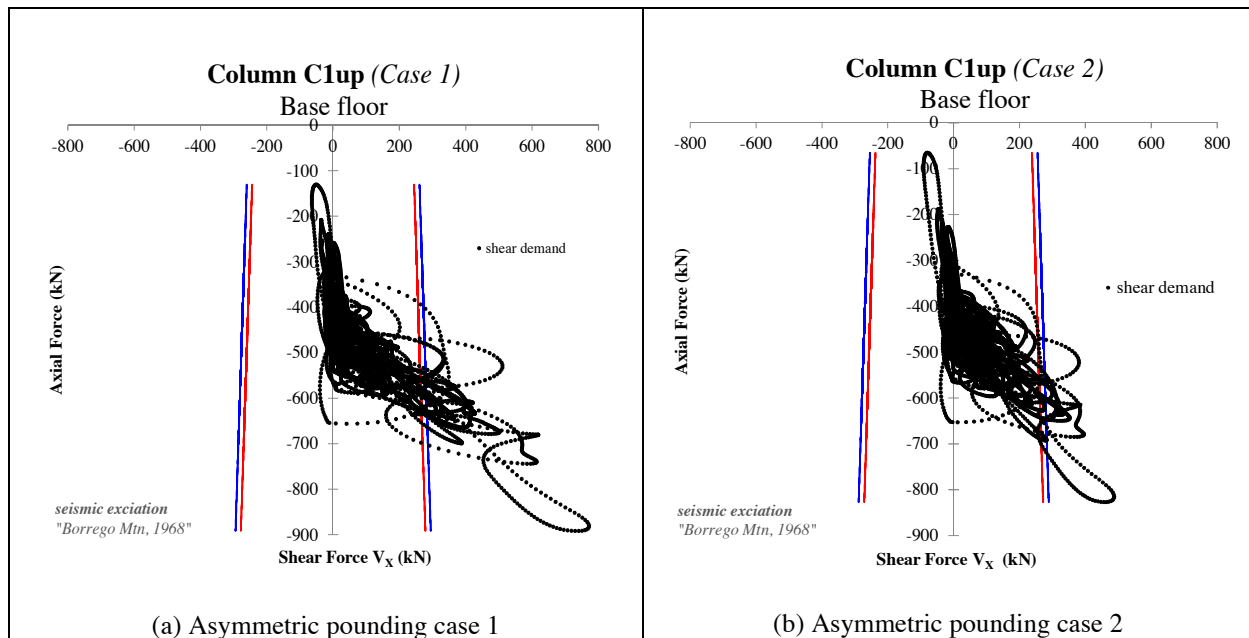 Column C1up (Case 1)
Base floor
0
-800 -600 -400 -200 0 200 400 600 800
-100
-200
-300
-400
-500
-600
-700
-800
-900
Axial Force (kN)
• shear demand
seismic exciation
"Borrego Mtn, 1968"
Shear Force VX (kN)
(a) Asymmetric pounding case 1
Column C1up (Case 2)
Base floor
-0
-800 -600 -400 -200 0 200 400 600 800
-100
-200
-300
-400
-500
-600
-700
-800
-900
Axial Force (kN)
• shear demand
seismic exciation
"Borrego Mtn, 1968"
Shear Force VX (kN)
(b) Asymmetric pounding case 2